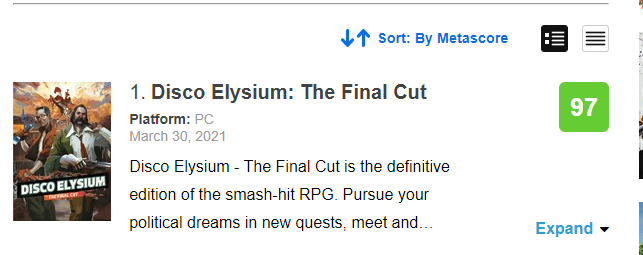 Sort: By Metascore
1. Disco Elysium: The Final Cut
97
Platform: PC
March 30, 2021
DISCO ELYSIUM
THE FINAL CUT
Disco Elysium - The Final Cut is the definitive
edition of the smash-hit RPG. Pursue your
political dreams in new quests, meet and…
Expand